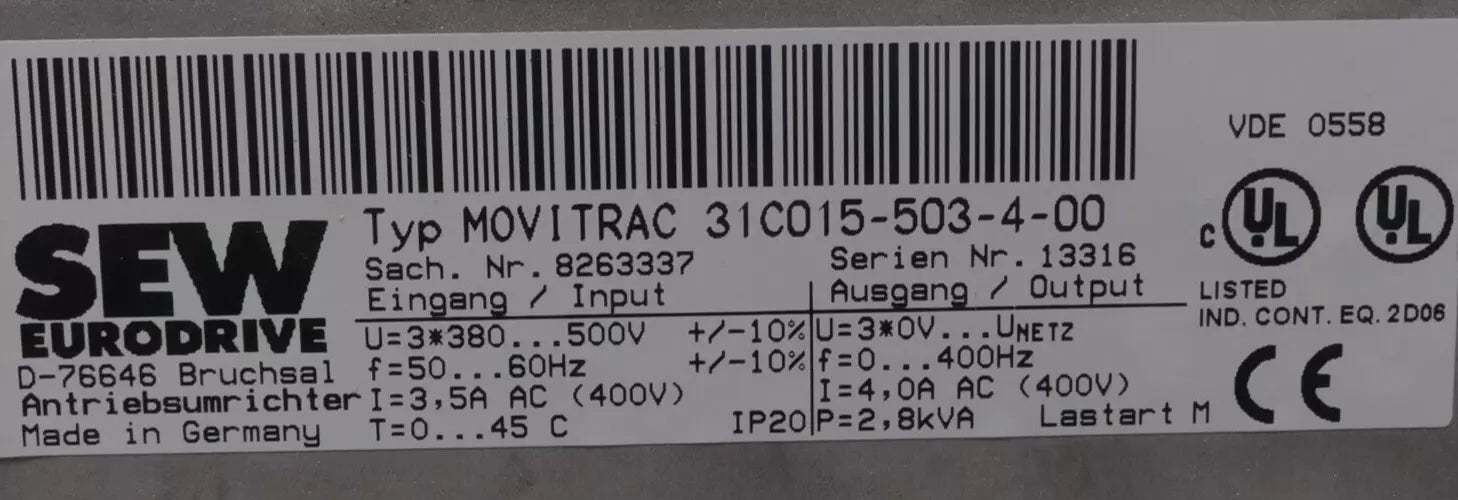 VDE 0558
SEW
EURODRIVE
D-76646 Bruchsal
Antriebsumrichter
Made in Germany
Typ MOVITRAC 31C015-503-4-00
Sach. Nr. 8263337 Serien Nr. 13316
Eingang / Input Ausgang / Output
U=3*380...500V +/-10% U=3*0V...UNETZ
f=50...60Hz +/-10% f=0...400Hz
I=3,5A AC (400V) I=4,0A AC (400V)
T=0...45 C IP20 P=2,8kVA Lastart M
c UL UL
LISTED
IND. CONT. EQ. 2D06
CE